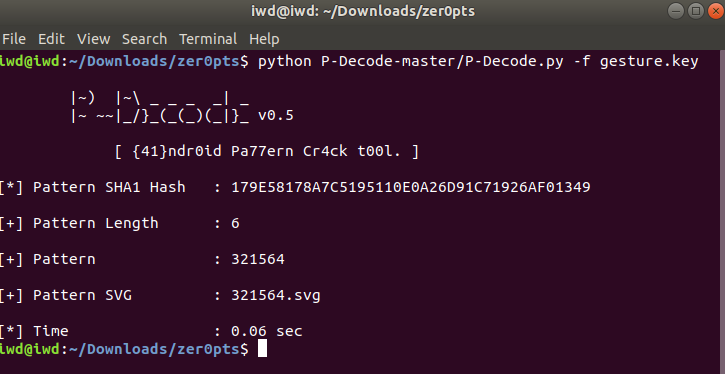 iwd@iwd: ~/Downloads/zer0pts
File Edit View Search Terminal Help
iwd@iwd:~/Downloads/zer0pts$ python P-Decode-master/P-Decode.py -f gesture.key
|~)  |~\ _ _ _  _| _
|~ ~~|_/}_(_(_)(_|}_ v0.5
[ {41}ndr0id Pa77ern Cr4ck t00l. ]
[*] Pattern SHA1 Hash   : 179E58178A7C5195110E0A26D91C71926AF01349
[+] Pattern Length      : 6
[+] Pattern             : 321564
[+] Pattern SVG         : 321564.svg
[*] Time                : 0.06 sec
iwd@iwd:~/Downloads/zer0pts$